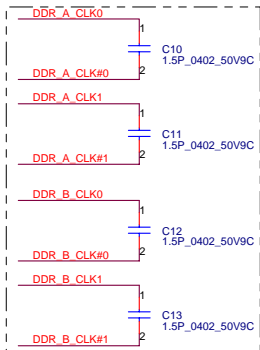 DDR_A_CLK0
1
C10
1.5P_0402_50V9C
DDR_A_CLK#0
2
DDR_A_CLK1
1
C11
1.5P_0402_50V9C
DDR_A_CLK#1
2
DDR_B_CLK0
1
C12
1.5P_0402_50V9C
DDR_B_CLK#0
2
DDR_B_CLK1
1
C13
1.5P_0402_50V9C
DDR_B_CLK#1
2